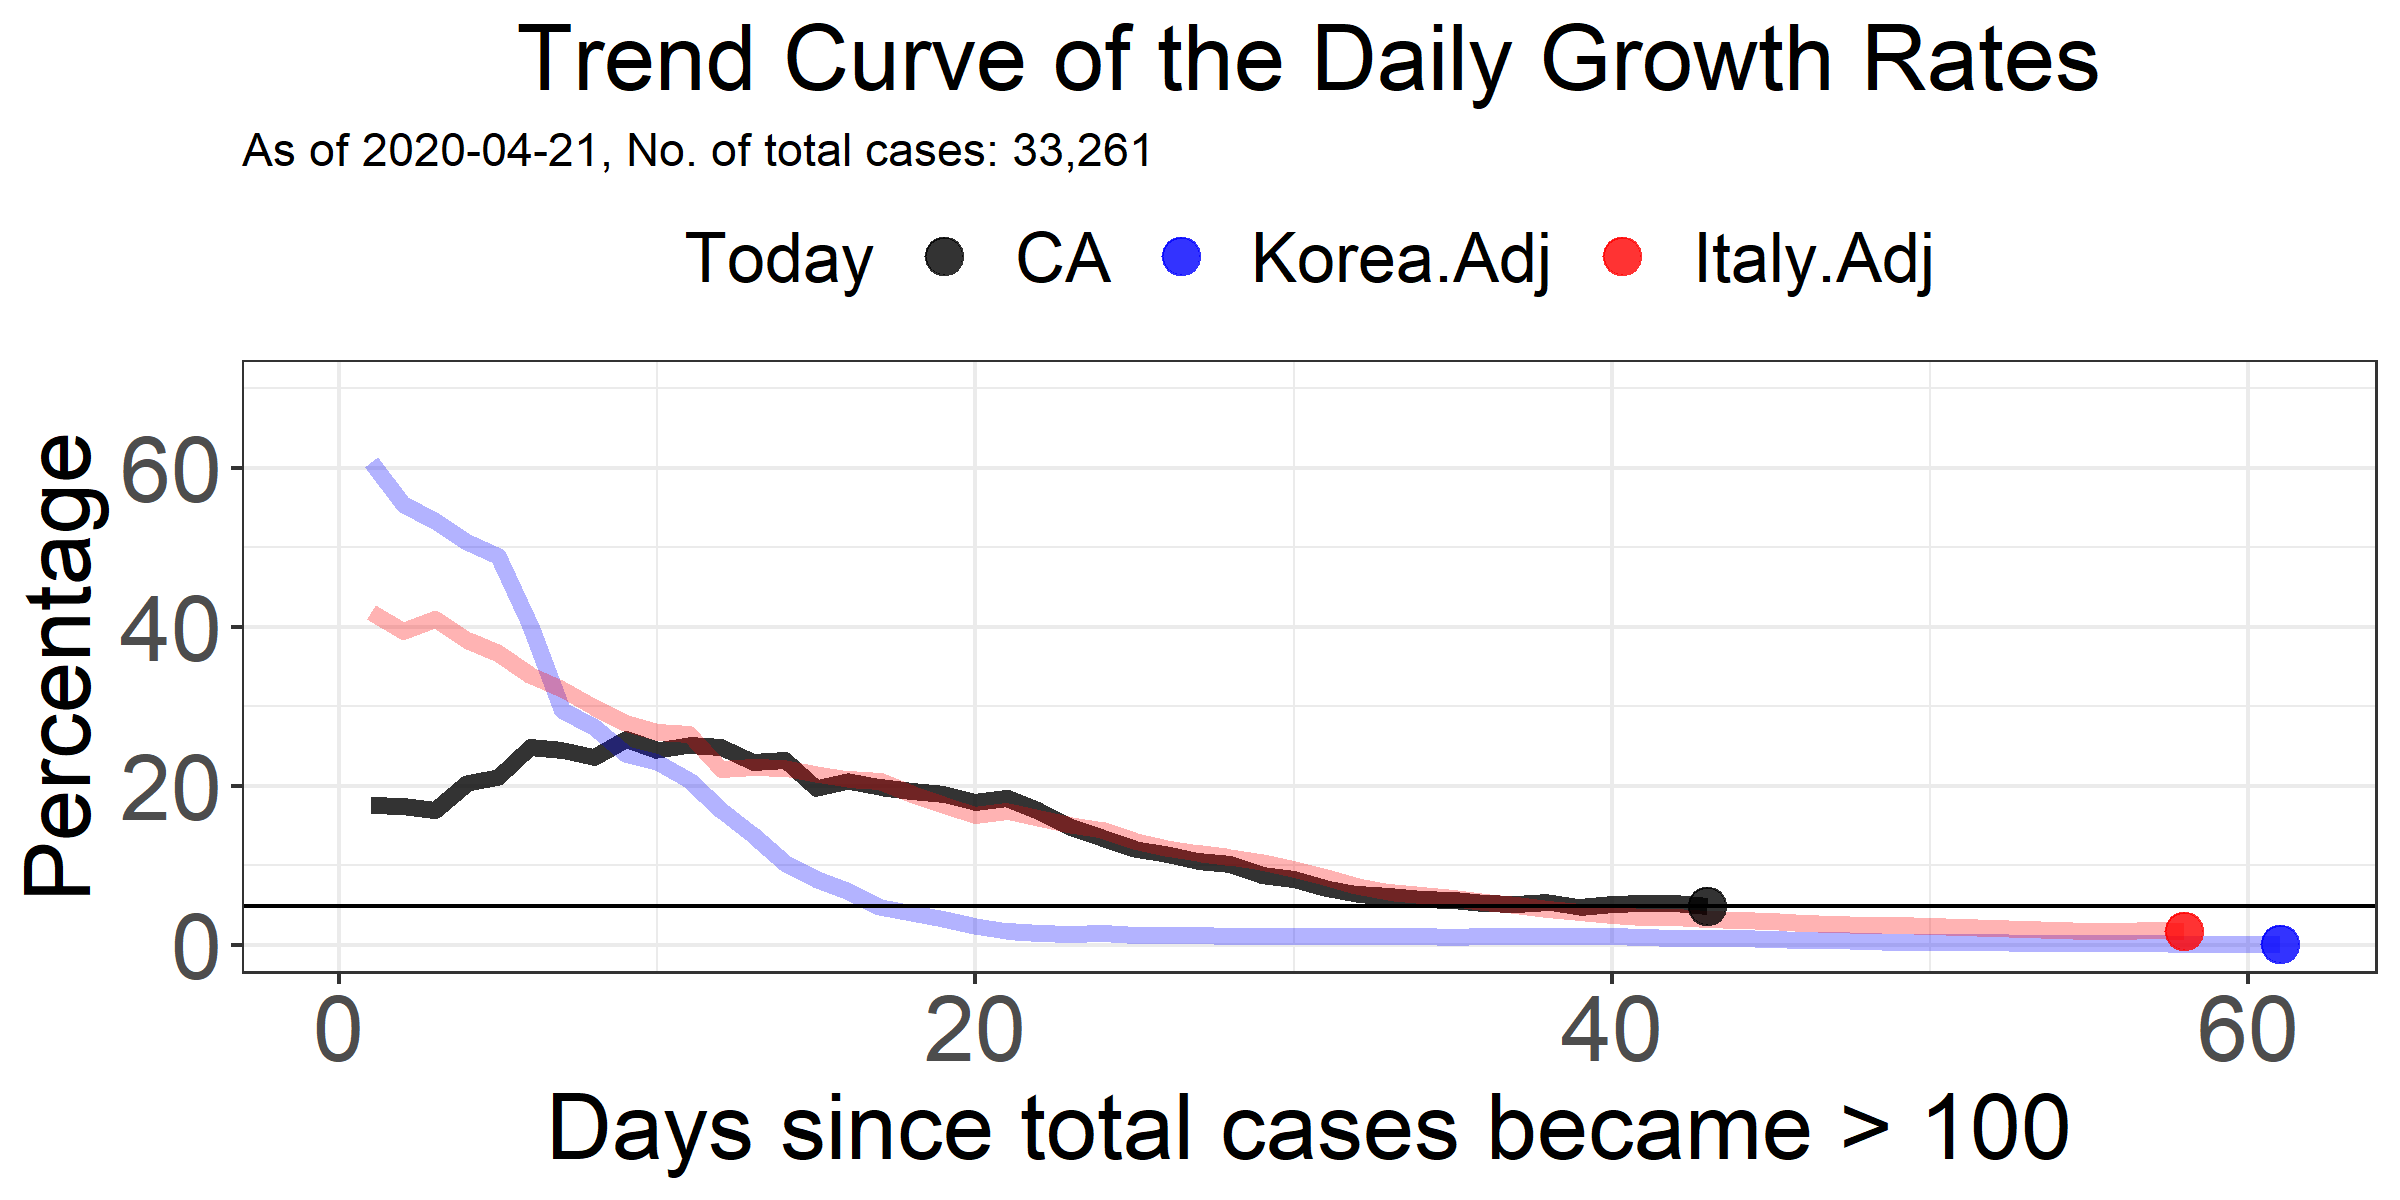 Trend Curve of the Daily Growth Rates
As of 2020-04-21, No. of total cases: 33,261
Today CA Korea.Adj Italy.Adj
Percentage
60
40
20
0
0 20 40 60
Days since total cases became > 100